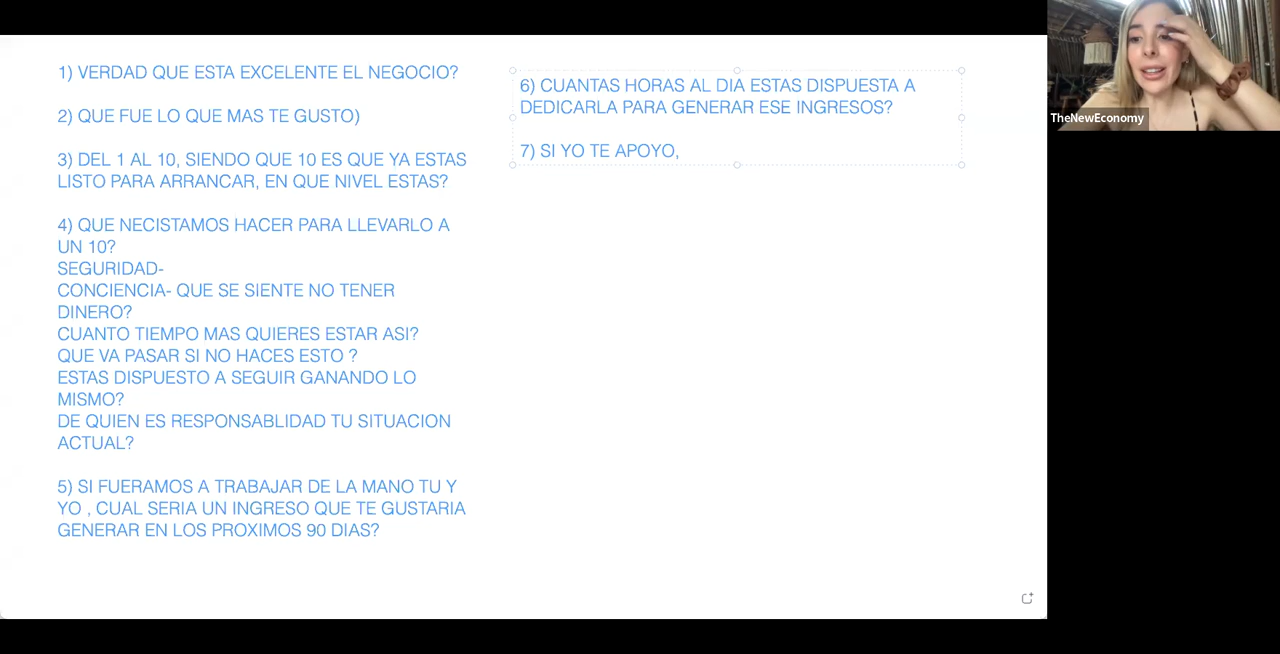 1) VERDAD QUE ESTA EXCELENTE EL NEGOCIO?
2) QUE FUE LO QUE MAS TE GUSTO)
3) DEL 1 AL 10, SIENDO QUE 10 ES QUE YA ESTAS
LISTO PARA ARRANCAR, EN QUE NIVEL ESTAS?
4) QUE NECISTAMOS HACER PARA LLEVARLO A
UN 10?
SEGURIDAD-
CONCIENCIA- QUE SE SIENTE NO TENER
DINERO?
CUANTO TIEMPO MAS QUIERES ESTAR ASI?
QUE VA PASAR SI NO HACES ESTO ?
ESTAS DISPUESTO A SEGUIR GANANDO LO
MISMO?
DE QUIEN ES RESPONSABLIDAD TU SITUACION
ACTUAL?
5) SI FUERAMOS A TRABAJAR DE LA MANO TU Y
YO , CUAL SERIA UN INGRESO QUE TE GUSTARIA
GENERAR EN LOS PROXIMOS 90 DIAS?
6) CUANTAS HORAS AL DIA ESTAS DISPUESTA A
DEDICARLA PARA GENERAR ESE INGRESOS?
7) SI YO TE APOYO,
TheNewEconomy